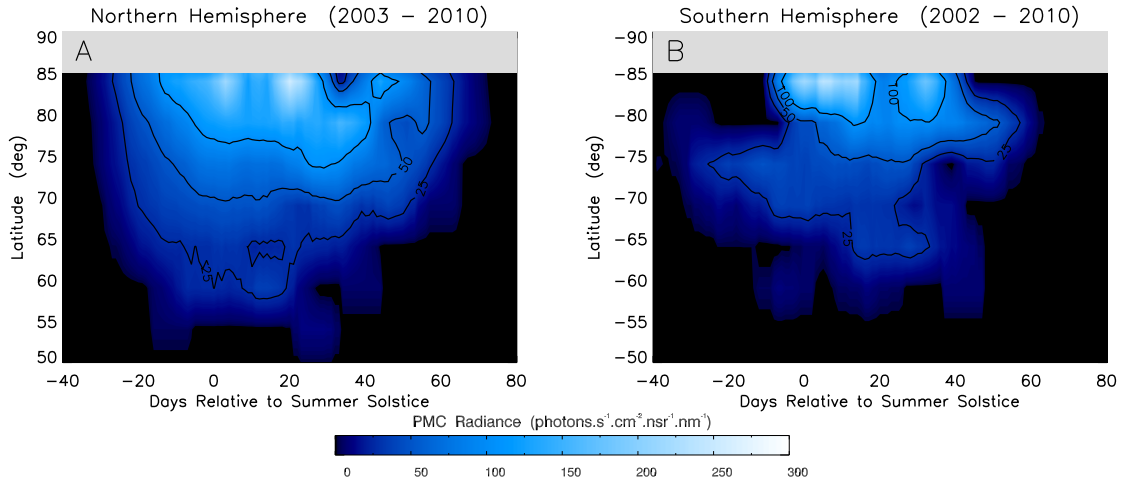 Northern Hemisphere (2003 – 2010)
Southern Hemisphere (2002 – 2010)
A
90
85
80
75
70
65
60
55
50
Latitude (deg)
50
25
25
−40 −20 0 20 40 60 80
Days Relative to Summer Solstice
B
−90
−85
−80
−75
−70
−65
−60
−55
−50
Latitude (deg)
100
50
100
25
25
−40 −20 0 20 40 60 80
Days Relative to Summer Solstice
PMC Radiance (photons.s⁻¹.cm⁻².nsr⁻¹.nm⁻¹)
0 50 100 150 200 250 300